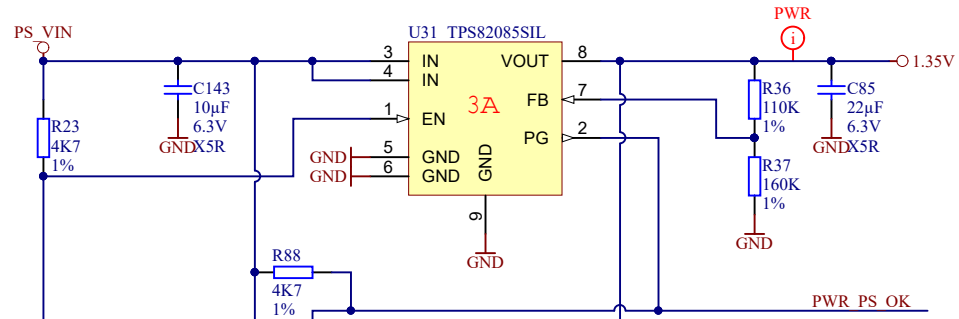 PWR
PS_VIN
U31 TPS82085SIL
3
IN
VOUT
8
1.35V
4
IN
C143
10µF
6.3V
X5R
GND
R36
110K
1%
C85
22µF
6.3V
X5R
GND
3A
FB
7
1
EN
R23
4K7
1%
PG
2
GND
5
GND
GND
6
GND
GND
R37
160K
1%
9
GND
GND
R88
4K7
1%
PWR_PS_OK